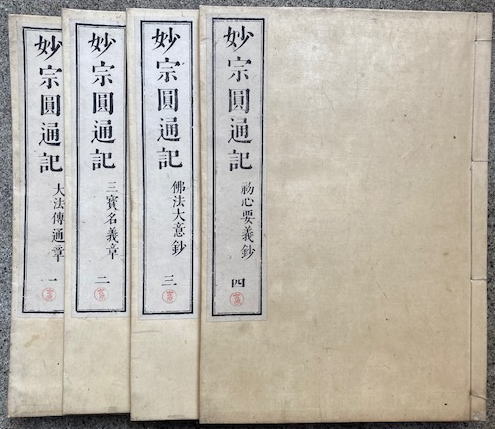 妙宗圓通記
初心要義鈔
四
妙宗圓通記
佛法大意鈔
三
妙宗圓通記
三寳名義章
二
妙宗圓通記
大法傳通章
一